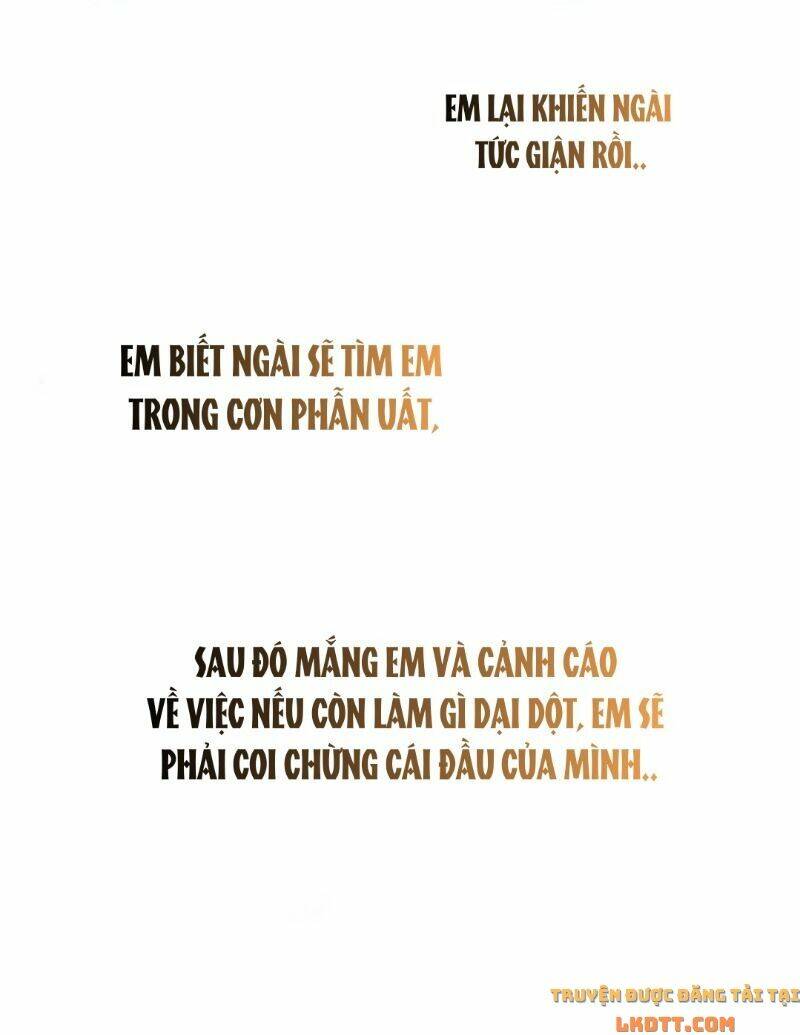 EM LẠI KHIẾN NGÀI
TỨC GIẬN RỒI..
EM BIẾT NGÀI SẼ TÌM EM
TRONG CƠN PHẪN UẤT,
SAU ĐÓ MẮNG EM VÀ CẢNH CÁO
VỀ VIỆC NẾU CÒN LÀM GÌ DẠI DỘT, EM SẼ
PHẢI COI CHỪNG CÁI ĐẦU CỦA MÌNH..
TRUYỆN ĐƯỢC ĐĂNG TẢI TẠI
LKDTT.COM